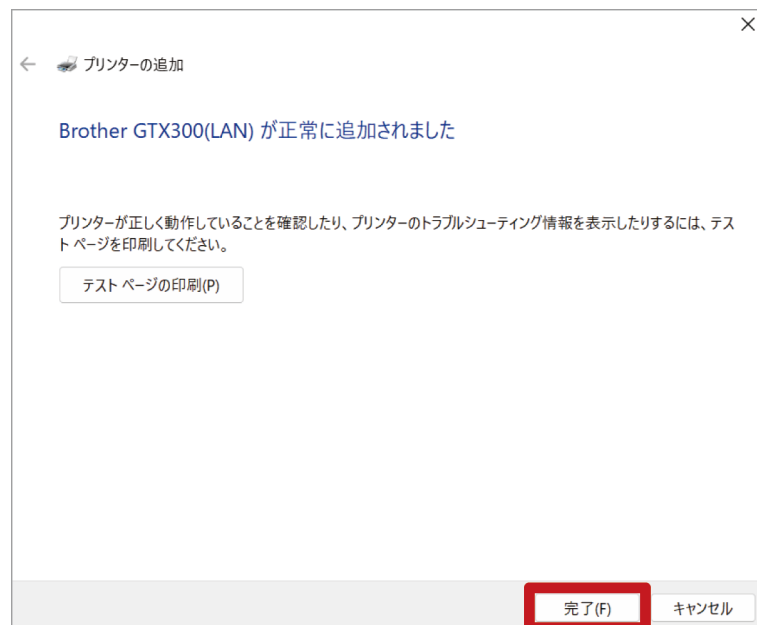 プリンターの追加
Brother GTX300(LAN) が正常に追加されました
プリンターが正しく動作していることを確認したり、プリンターのトラブルシューティング情報を表示したりするには、テス
ト ページを印刷してください。
テスト ページの印刷(P)
完了(F)
キャンセル